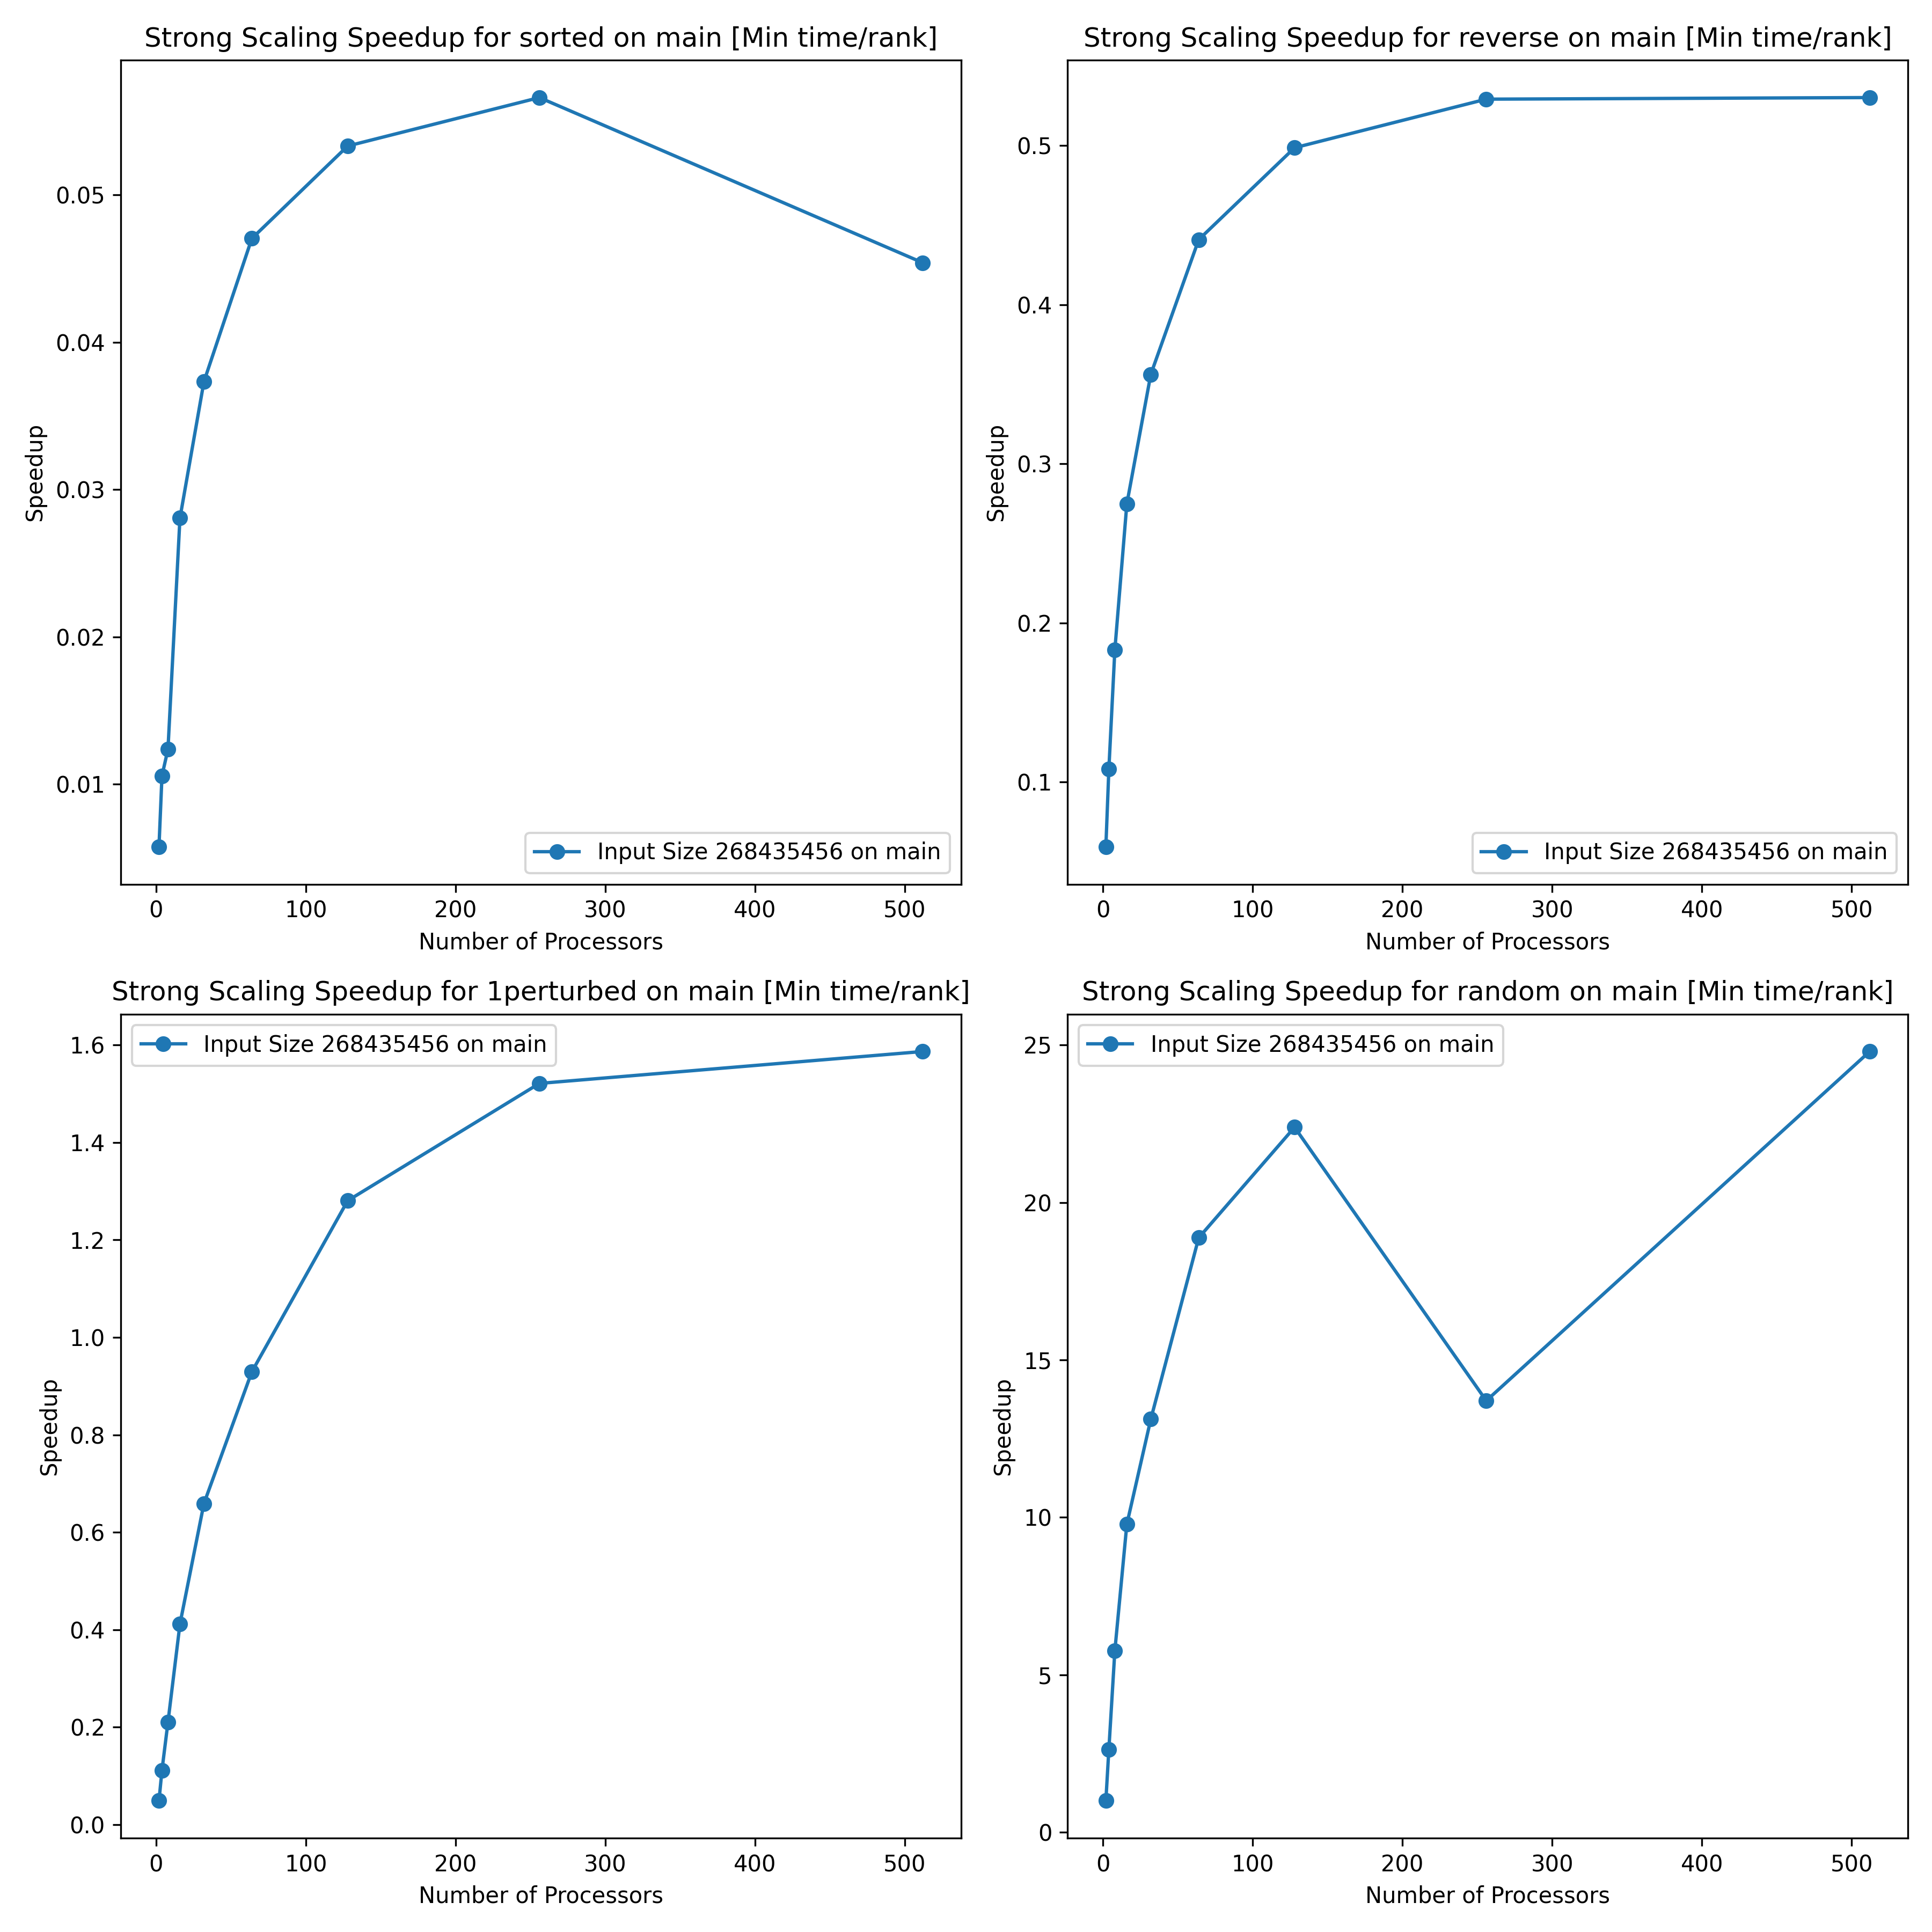 Strong Scaling Speedup for sorted on main [Min time/rank]
Speedup
0.05
0.04
0.03
0.02
0.01
Input Size 268435456 on main
0 100 200 300 400 500
Number of Processors
Strong Scaling Speedup for reverse on main [Min time/rank]
Speedup
0.5
0.4
0.3
0.2
0.1
Input Size 268435456 on main
0 100 200 300 400 500
Number of Processors
Strong Scaling Speedup for 1perturbed on main [Min time/rank]
Input Size 268435456 on main
Speedup
1.6
1.4
1.2
1.0
0.8
0.6
0.4
0.2
0.0
0 100 200 300 400 500
Number of Processors
Strong Scaling Speedup for random on main [Min time/rank]
Input Size 268435456 on main
Speedup
25
20
15
10
5
0
0 100 200 300 400 500
Number of Processors